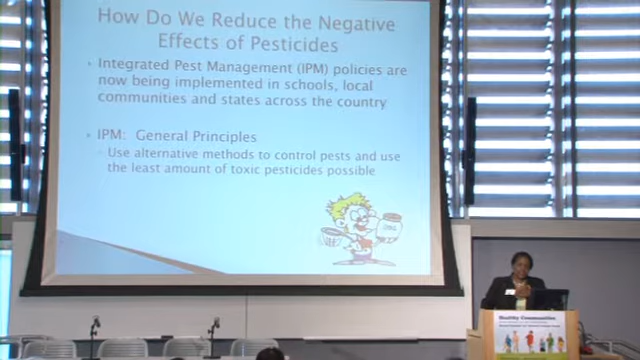 How Do We Reduce the Negative
Effects of Pesticides
Integrated Pest Management (IPM) policies are
now being implemented in schools, local
communities and states across the country
IPM: General Principles
Use alternative methods to control pests and use
the least amount of toxic pesticides possible
Healthy Communities